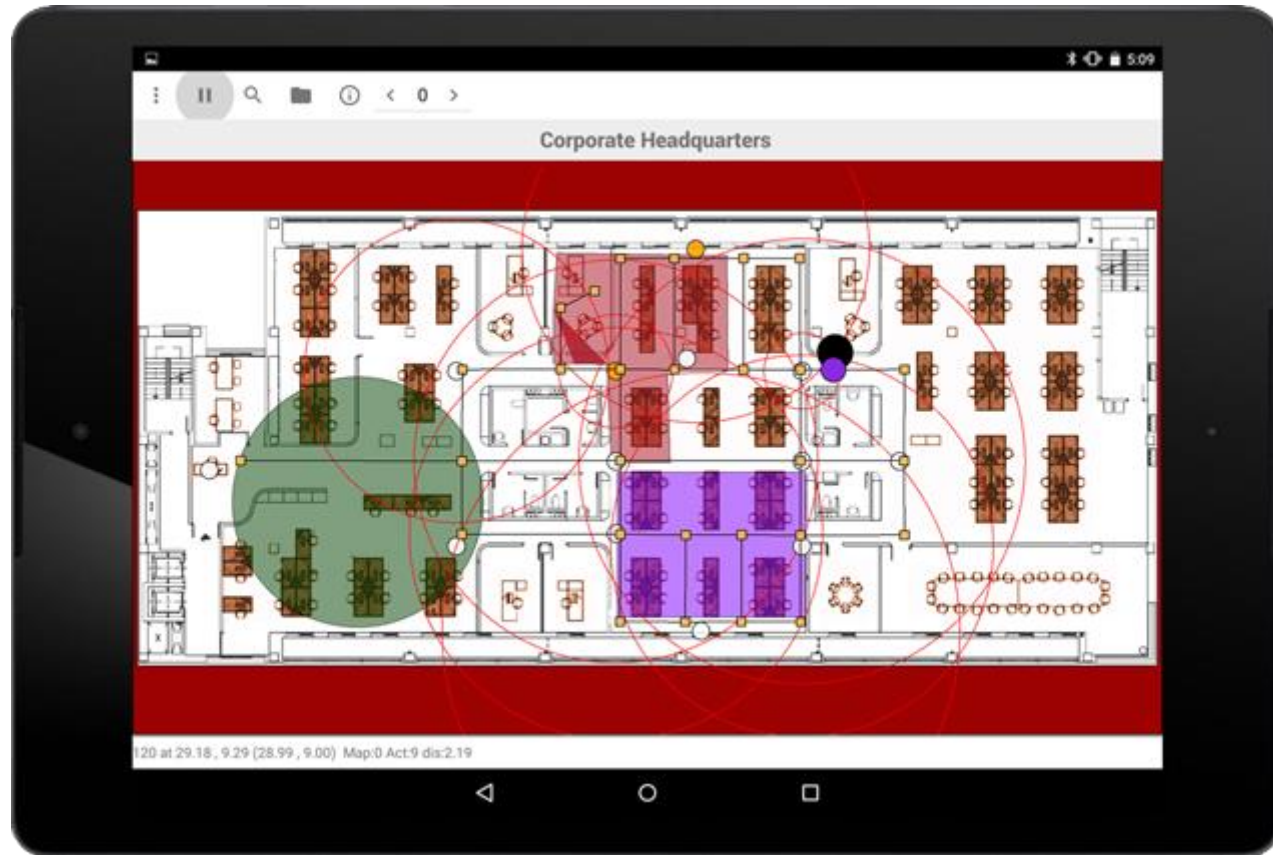 5:09
0
Corporate Headquarters
120 at 29.18 , 9.29 (28.99 , 9.00) Map:0 Act:9 dis:2.19